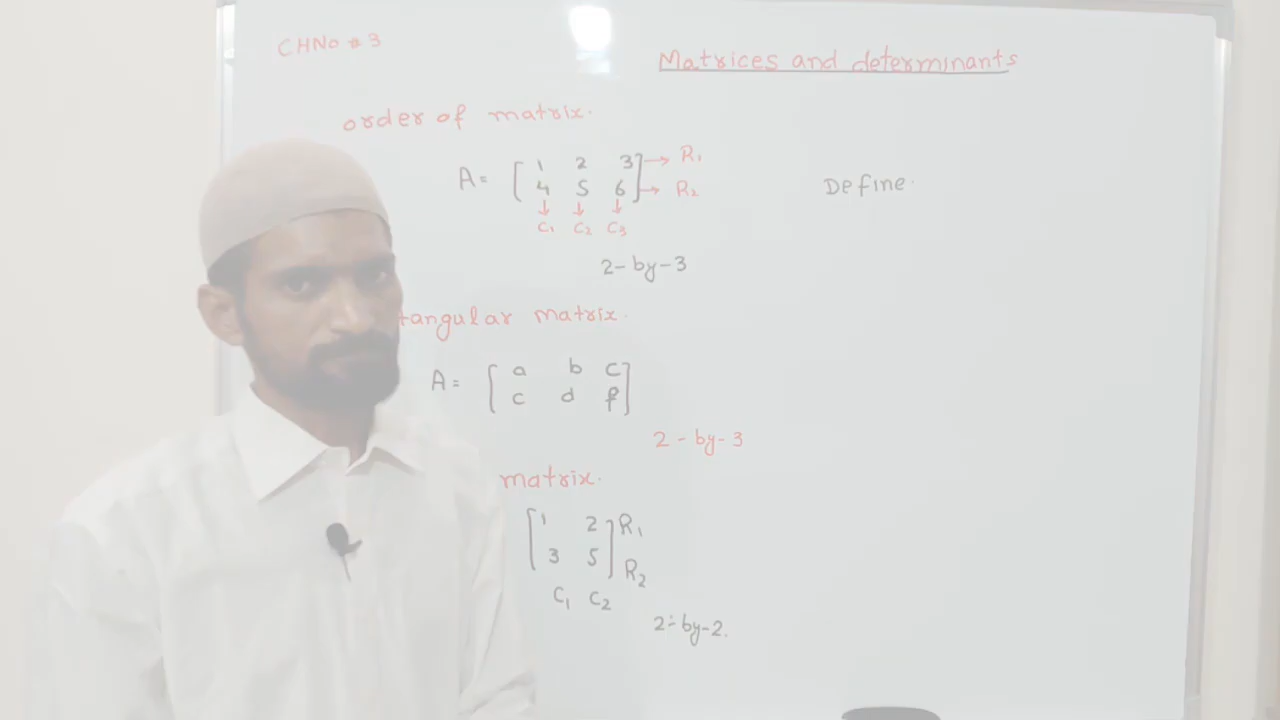 CHNo # 3
Matrices and determinants
order of matrix.
A = [ 1 2 3 ] → R1
[ 4 5 6 ] → R2
↓ ↓ ↓
C1 C2 C3
2-by-3
Define.
tangular matrix.
A = [ a b c ]
[ c d f ]
2 - by - 3
matrix.
[ 1 2 ] R1
[ 3 5 ] R2
C1 C2
2-by-2.